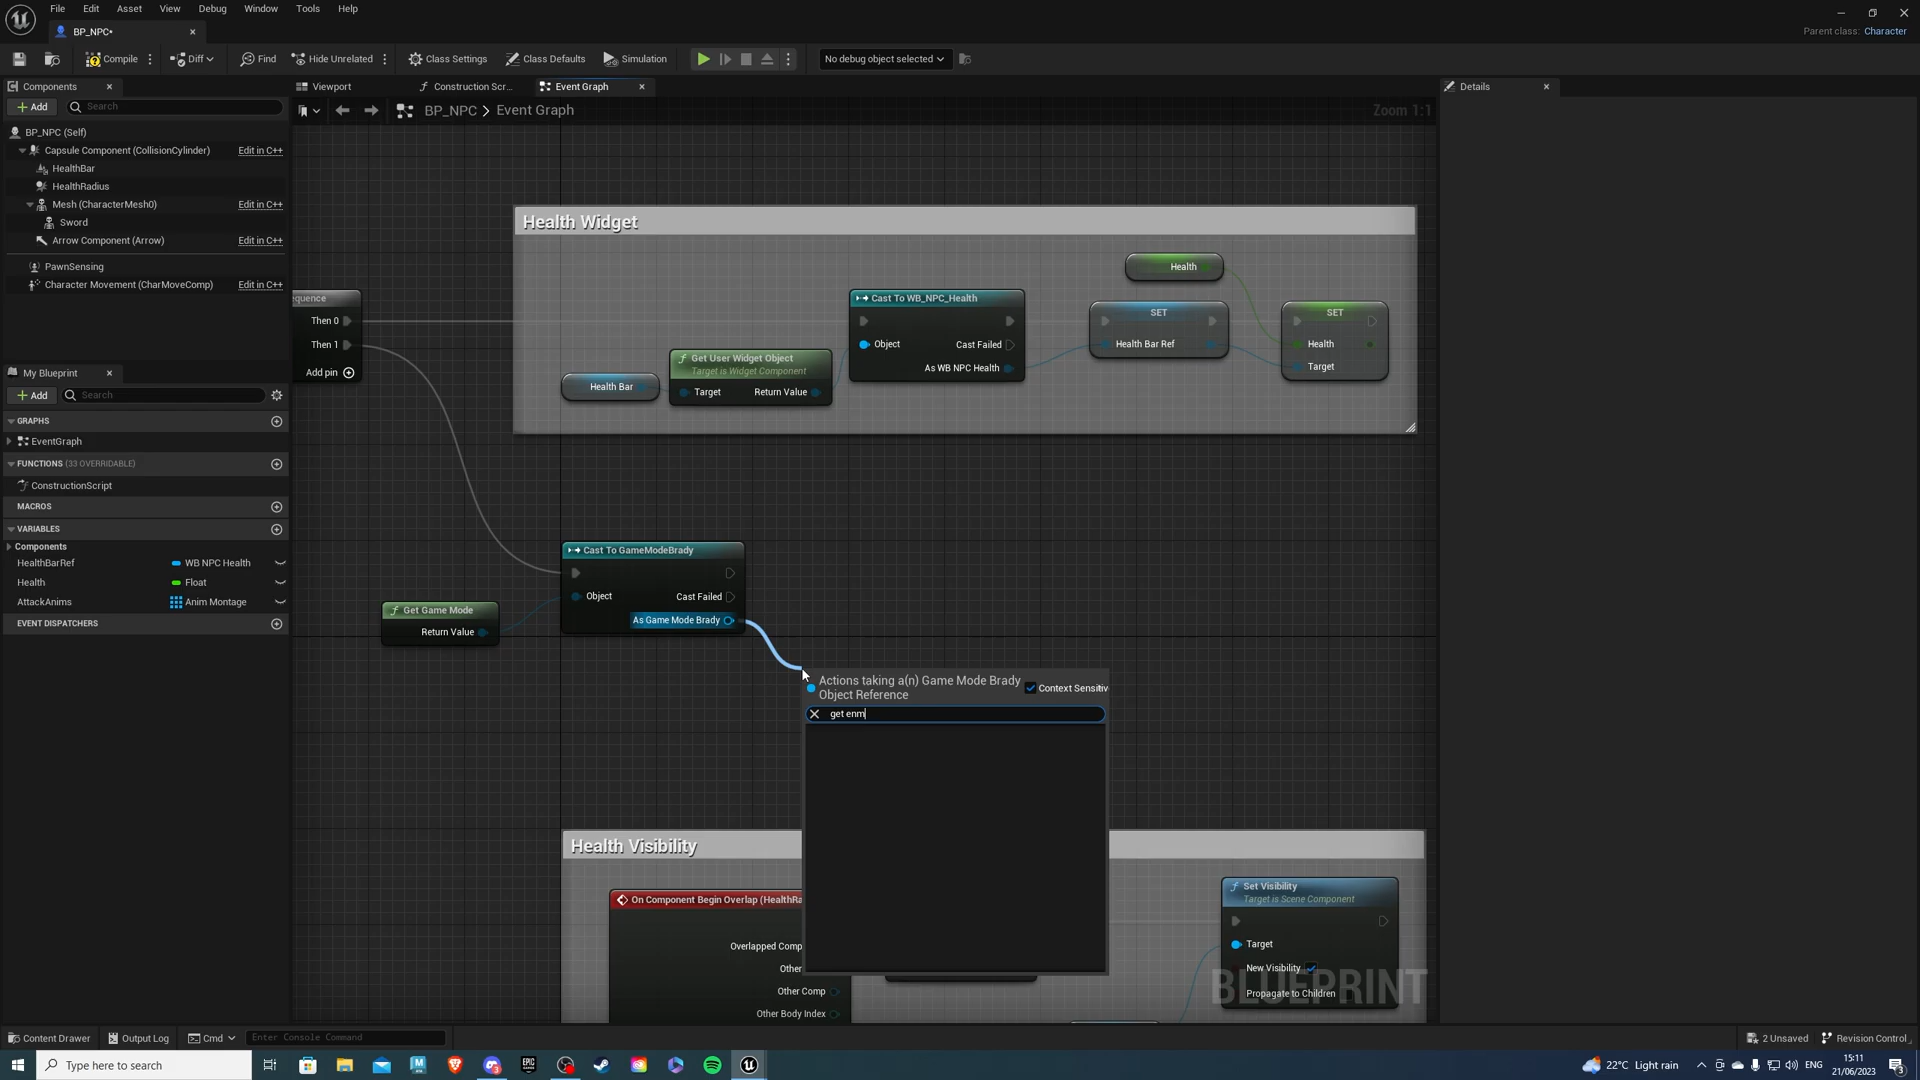 File Edit Asset View Debug Window Tools Help
BP_NPC•
Parent class: Character
Compile Diff Find Hide Unrelated Class Settings Class Defaults Simulation No debug object selected
Components
Viewport Construction Scr... Event Graph
Details
Add Search
BP_NPC > Event Graph
Zoom 1:1
BP_NPC (Self)
Capsule Component (CollisionCylinder) Edit in C++
HealthBar
HealthRadius
Mesh (CharacterMesh0) Edit in C++
Sword
Arrow Component (Arrow) Edit in C++
PawnSensing
Character Movement (CharMoveComp) Edit in C++
My Blueprint
Add Search
GRAPHS
EventGraph
FUNCTIONS (33 OVERRIDABLE)
ConstructionScript
MACROS
VARIABLES
Components
HealthBarRef WB NPC Health
Health Float
AttackAnims Anim Montage
EVENT DISPATCHERS
equence
Then 0
Then 1
Add pin
Health Widget
Health Bar
Get User Widget Object
Target is Widget Component
Target Return Value
Cast To WB_NPC_Health
Object Cast Failed
As WB NPC Health
SET
Health Bar Ref
Health
SET
Health
Target
Get Game Mode
Return Value
Cast To GameModeBrady
Object Cast Failed
As Game Mode Brady
Actions taking a(n) Game Mode Brady
Object Reference
Context Sensitiv
get enm
Health Visibility
On Component Begin Overlap (HealthRa
Overlapped Comp
Other
Other Comp
Other Body Index
Set Visibility
Target is Scene Component
Target
New Visibility
Propagate to Children
BLUEPRINT
Content Drawer Output Log Cmd Enter Console Command
2 Unsaved Revision Control
Type here to search
22°C Light rain
ENG
15:11
21/06/2023
3